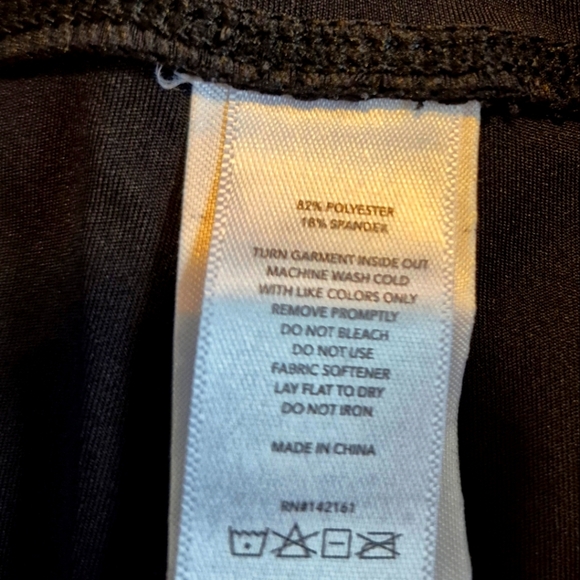 82% POLYESTER
18% SPANDEX
TURN GARMENT INSIDE OUT
MACHINE WASH COLD
WITH LIKE COLORS ONLY
REMOVE PROMPTLY
DO NOT BLEACH
DO NOT USE
FABRIC SOFTENER
LAY FLAT TO DRY
DO NOT IRON
MADE IN CHINA
RN#142161